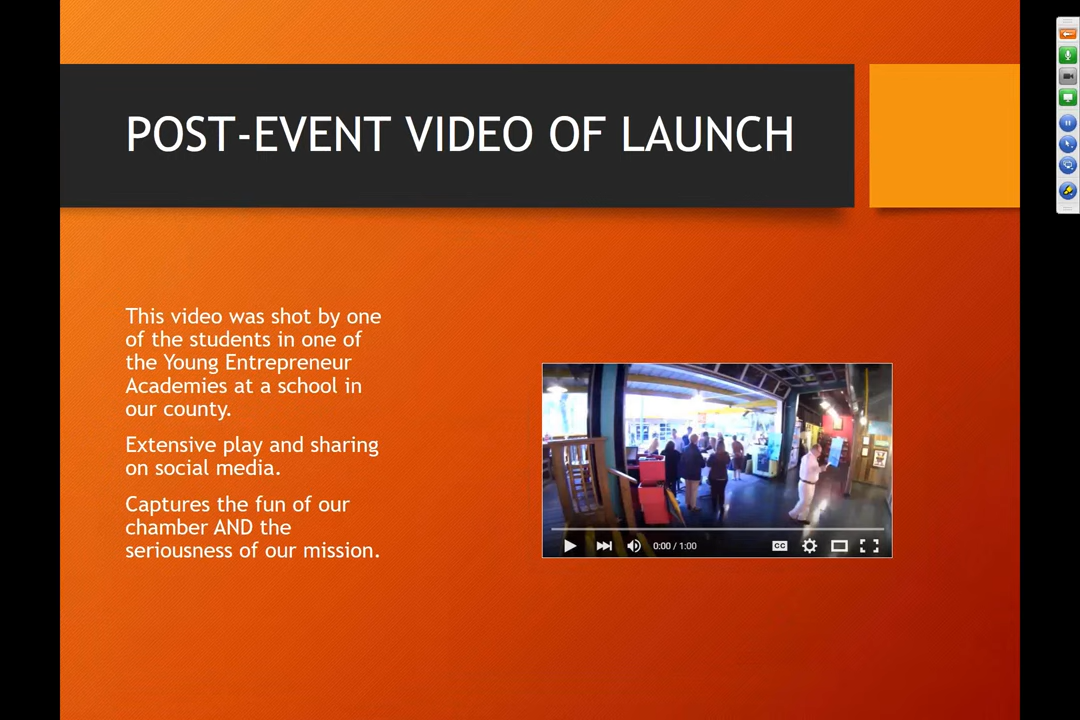 POST-EVENT VIDEO OF LAUNCH
This video was shot by one
of the students in one of
the Young Entrepreneur
Academies at a school in
our county.
Extensive play and sharing
on social media.
Captures the fun of our
chamber AND the
seriousness of our mission.
0:00 / 1:00
CC